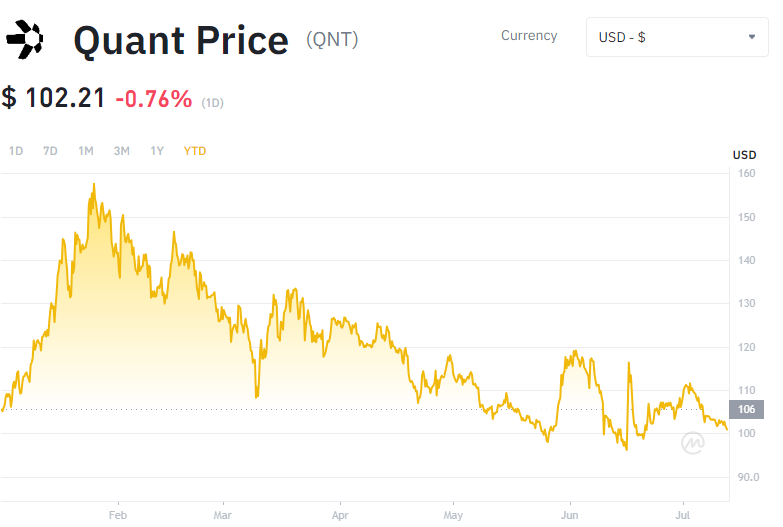 Quant Price (QNT)
Currency
USD - $
$ 102.21 -0.76% (1D)
1D 7D 1M 3M 1Y YTD
USD
160
150
140
130
120
110
106
100
90.0
Feb Mar Apr May Jun Jul